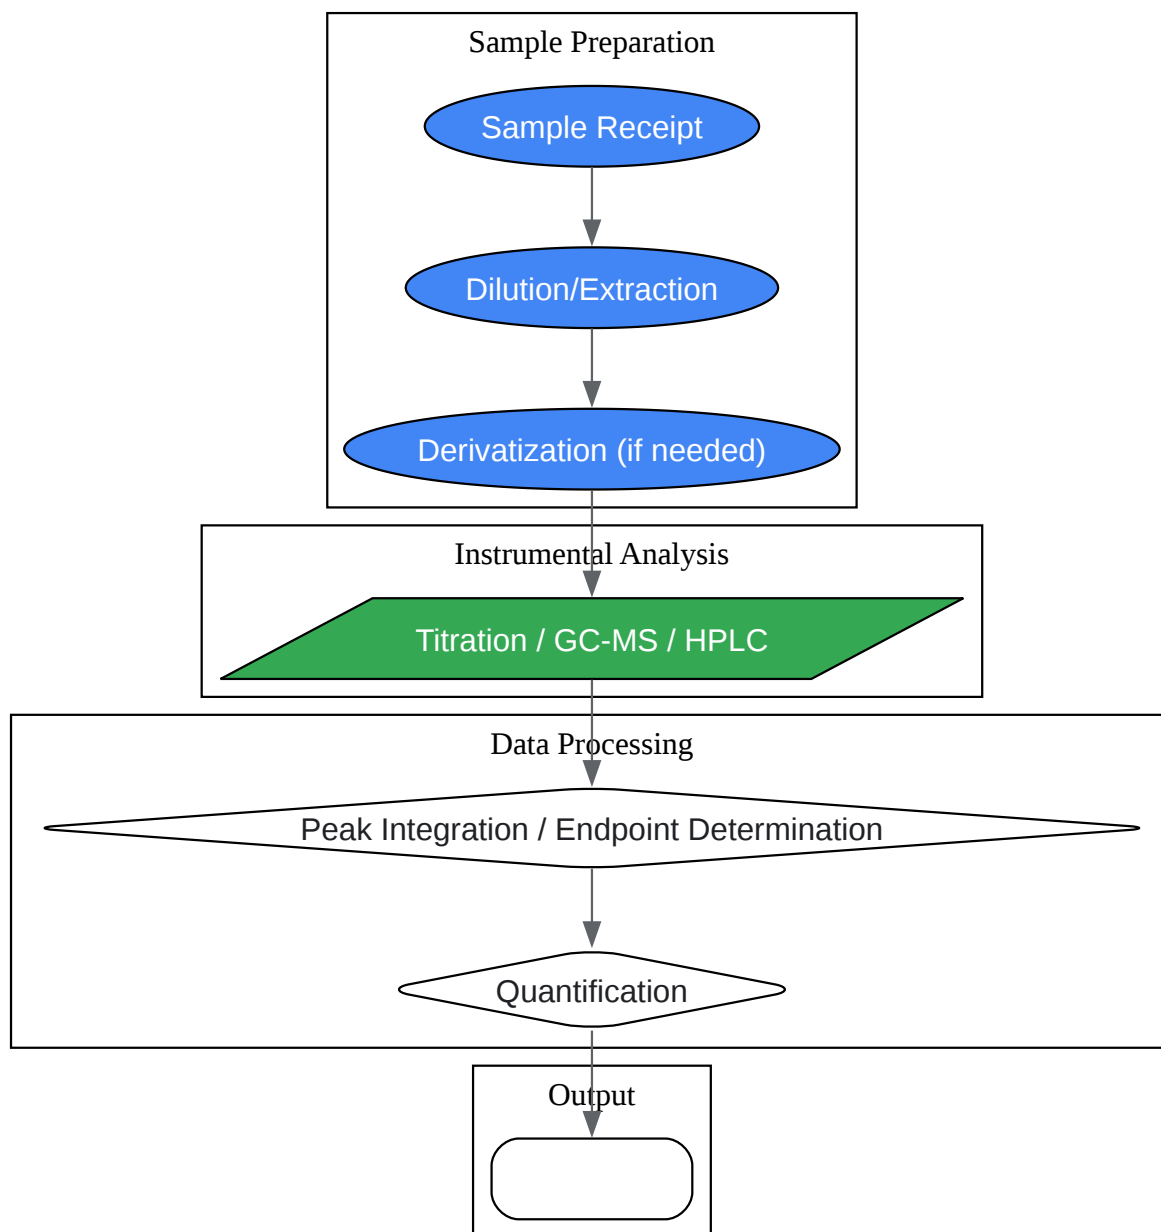 Sample Preparation
Sample Receipt
Dilution/Extraction
Derivatization (if needed)
Instrumental Analysis
Titration / GC-MS / HPLC
Data Processing
Peak Integration / Endpoint Determination
Quantification
Output